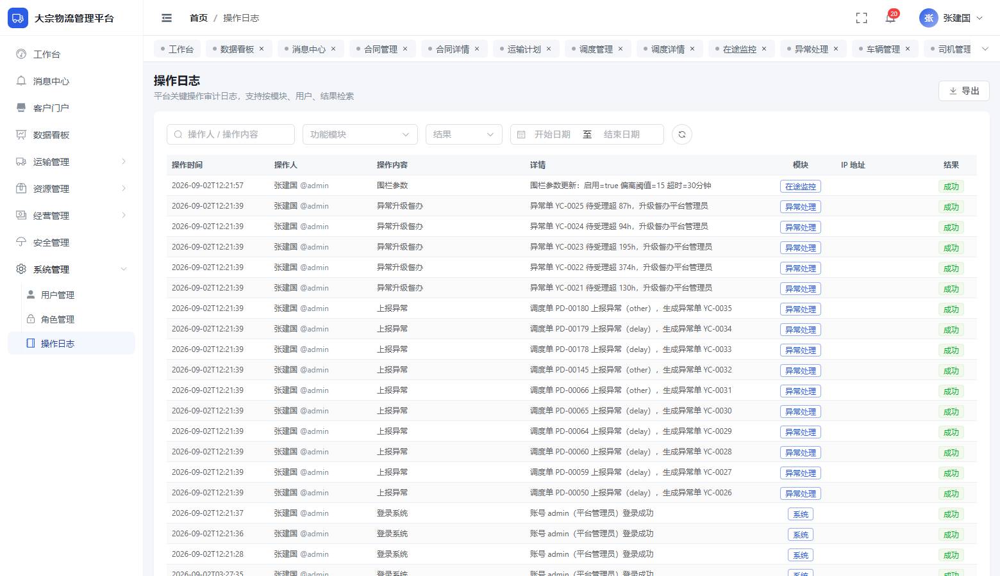 大宗物流管理平台
首页 / 操作日志
20
张 张建国
工作台
消息中心
客户门户
数据看板
运输管理
资源管理
经营管理
安全管理
系统管理
用户管理
角色管理
操作日志
工作台 数据看板 × 消息中心 × 合同管理 × 合同详情 × 运输计划 × 调度管理 × 调度详情 × 在途监控 × 异常处理 × 车辆管理 × 司机管理
操作日志
平台关键操作审计日志，支持按模块、用户、结果检索
导出
操作人 / 操作内容 功能模块 结果 开始日期 至 结束日期
操作时间 操作人 操作内容 详情 模块 IP 地址 结果
2026-09-02T12:21:57 张建国 @admin 围栏参数 围栏参数更新：启用=true 偏离阈值=15 超时=30分钟 在途监控 成功
2026-09-02T12:21:39 张建国 @admin 异常升级督办 异常单 YC-0025 待受理超 87h，升级督办平台管理员 异常处理 成功
2026-09-02T12:21:39 张建国 @admin 异常升级督办 异常单 YC-0024 待受理超 94h，升级督办平台管理员 异常处理 成功
2026-09-02T12:21:39 张建国 @admin 异常升级督办 异常单 YC-0023 待受理超 195h，升级督办平台管理员 异常处理 成功
2026-09-02T12:21:39 张建国 @admin 异常升级督办 异常单 YC-0022 待受理超 374h，升级督办平台管理员 异常处理 成功
2026-09-02T12:21:39 张建国 @admin 异常升级督办 异常单 YC-0021 待受理超 130h，升级督办平台管理员 异常处理 成功
2026-09-02T12:21:39 张建国 @admin 上报异常 调度单 PD-00180 上报异常（other），生成异常单 YC-0035 异常处理 成功
2026-09-02T12:21:39 张建国 @admin 上报异常 调度单 PD-00179 上报异常（delay），生成异常单 YC-0034 异常处理 成功
2026-09-02T12:21:39 张建国 @admin 上报异常 调度单 PD-00178 上报异常（delay），生成异常单 YC-0033 异常处理 成功
2026-09-02T12:21:39 张建国 @admin 上报异常 调度单 PD-00145 上报异常（other），生成异常单 YC-0032 异常处理 成功
2026-09-02T12:21:39 张建国 @admin 上报异常 调度单 PD-00066 上报异常（other），生成异常单 YC-0031 异常处理 成功
2026-09-02T12:21:39 张建国 @admin 上报异常 调度单 PD-00065 上报异常（delay），生成异常单 YC-0030 异常处理 成功
2026-09-02T12:21:39 张建国 @admin 上报异常 调度单 PD-00064 上报异常（delay），生成异常单 YC-0029 异常处理 成功
2026-09-02T12:21:39 张建国 @admin 上报异常 调度单 PD-00060 上报异常（delay），生成异常单 YC-0028 异常处理 成功
2026-09-02T12:21:39 张建国 @admin 上报异常 调度单 PD-00059 上报异常（delay），生成异常单 YC-0027 异常处理 成功
2026-09-02T12:21:39 张建国 @admin 上报异常 调度单 PD-00050 上报异常（delay），生成异常单 YC-0026 异常处理 成功
2026-09-02T12:21:37 张建国 @admin 登录系统 账号 admin（平台管理员）登录成功 系统 成功
2026-09-02T12:21:36 张建国 @admin 登录系统 账号 admin（平台管理员）登录成功 系统 成功
2026-09-02T12:21:28 张建国 @admin 登录系统 账号 admin（平台管理员）登录成功 系统 成功
2026-09-02T03:27:35 张建国 @admin 登录系统 账号 admin（平台管理员）登录成功 系统 成功